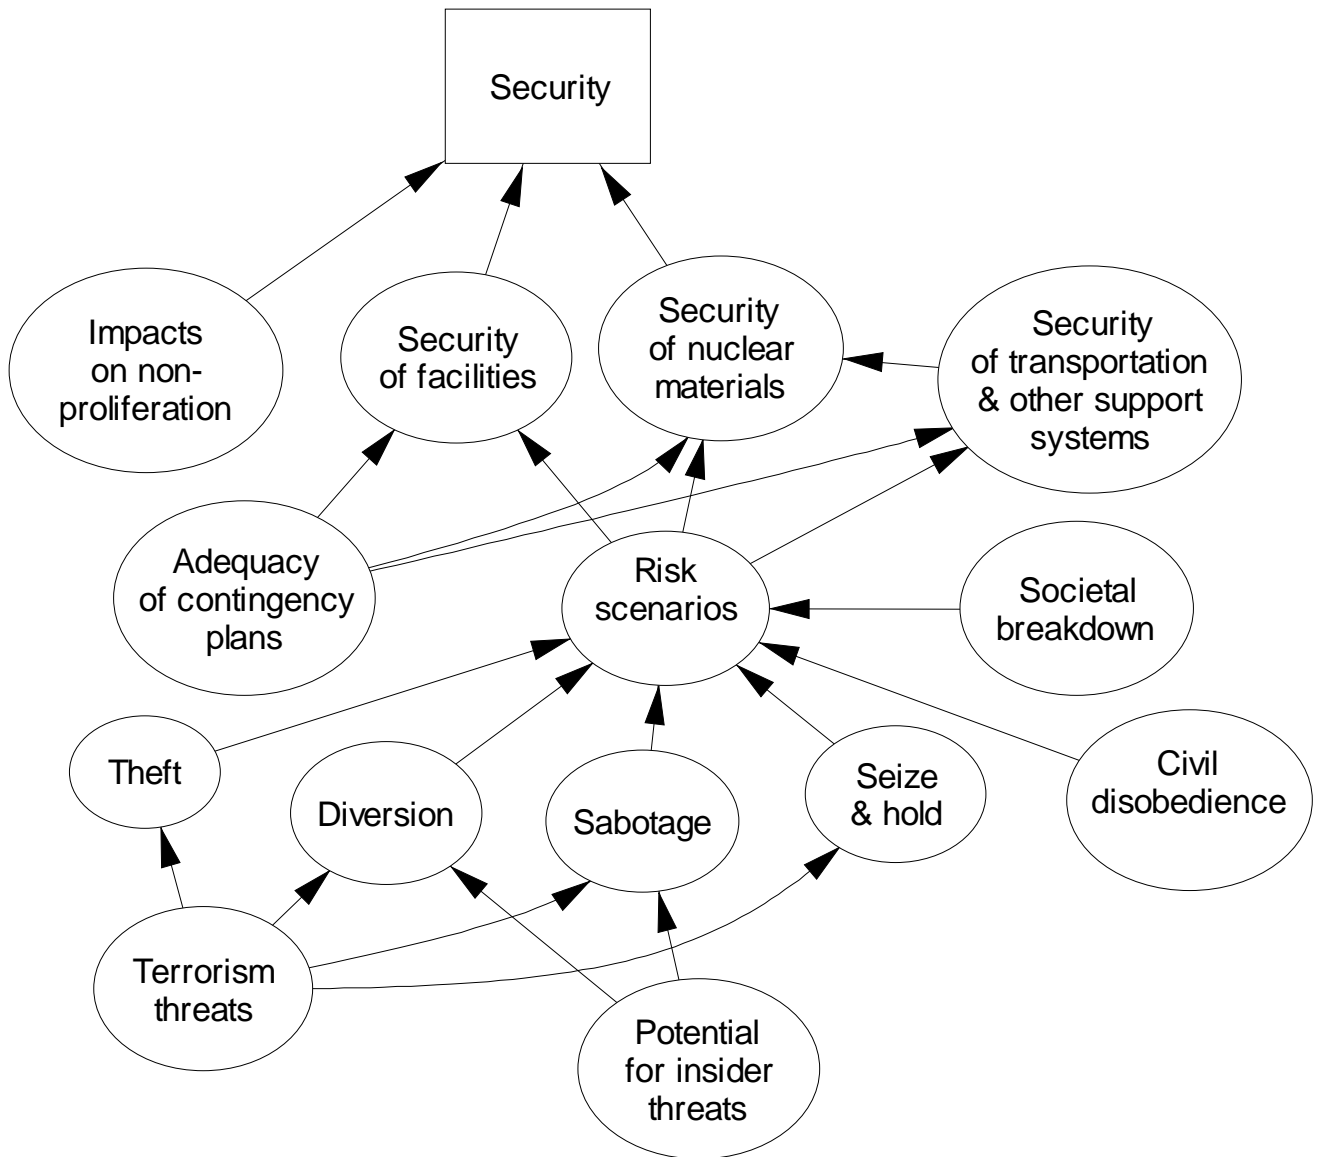 Security
Impacts
on non-
proliferation
Security
of facilities
Security
of nuclear
materials
Security
of transportation
& other support
systems
Adequacy
of contingency
plans
Risk
scenarios
Societal
breakdown
Theft
Diversion
Sabotage
Seize
& hold
Civil
disobedience
Terrorism
threats
Potential
for insider
threats